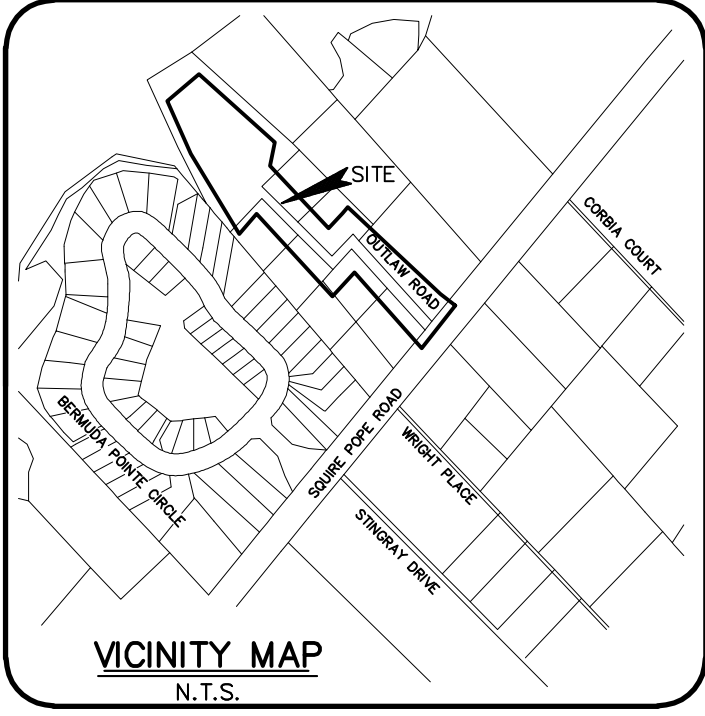 SITE
CORBIA COURT
OUTLAW ROAD
SQUIRE POPE ROAD
BERMUDA POINTE CIRCLE
WRIGHT PLACE
STINGRAY DRIVE
VICINITY MAP
N.T.S.